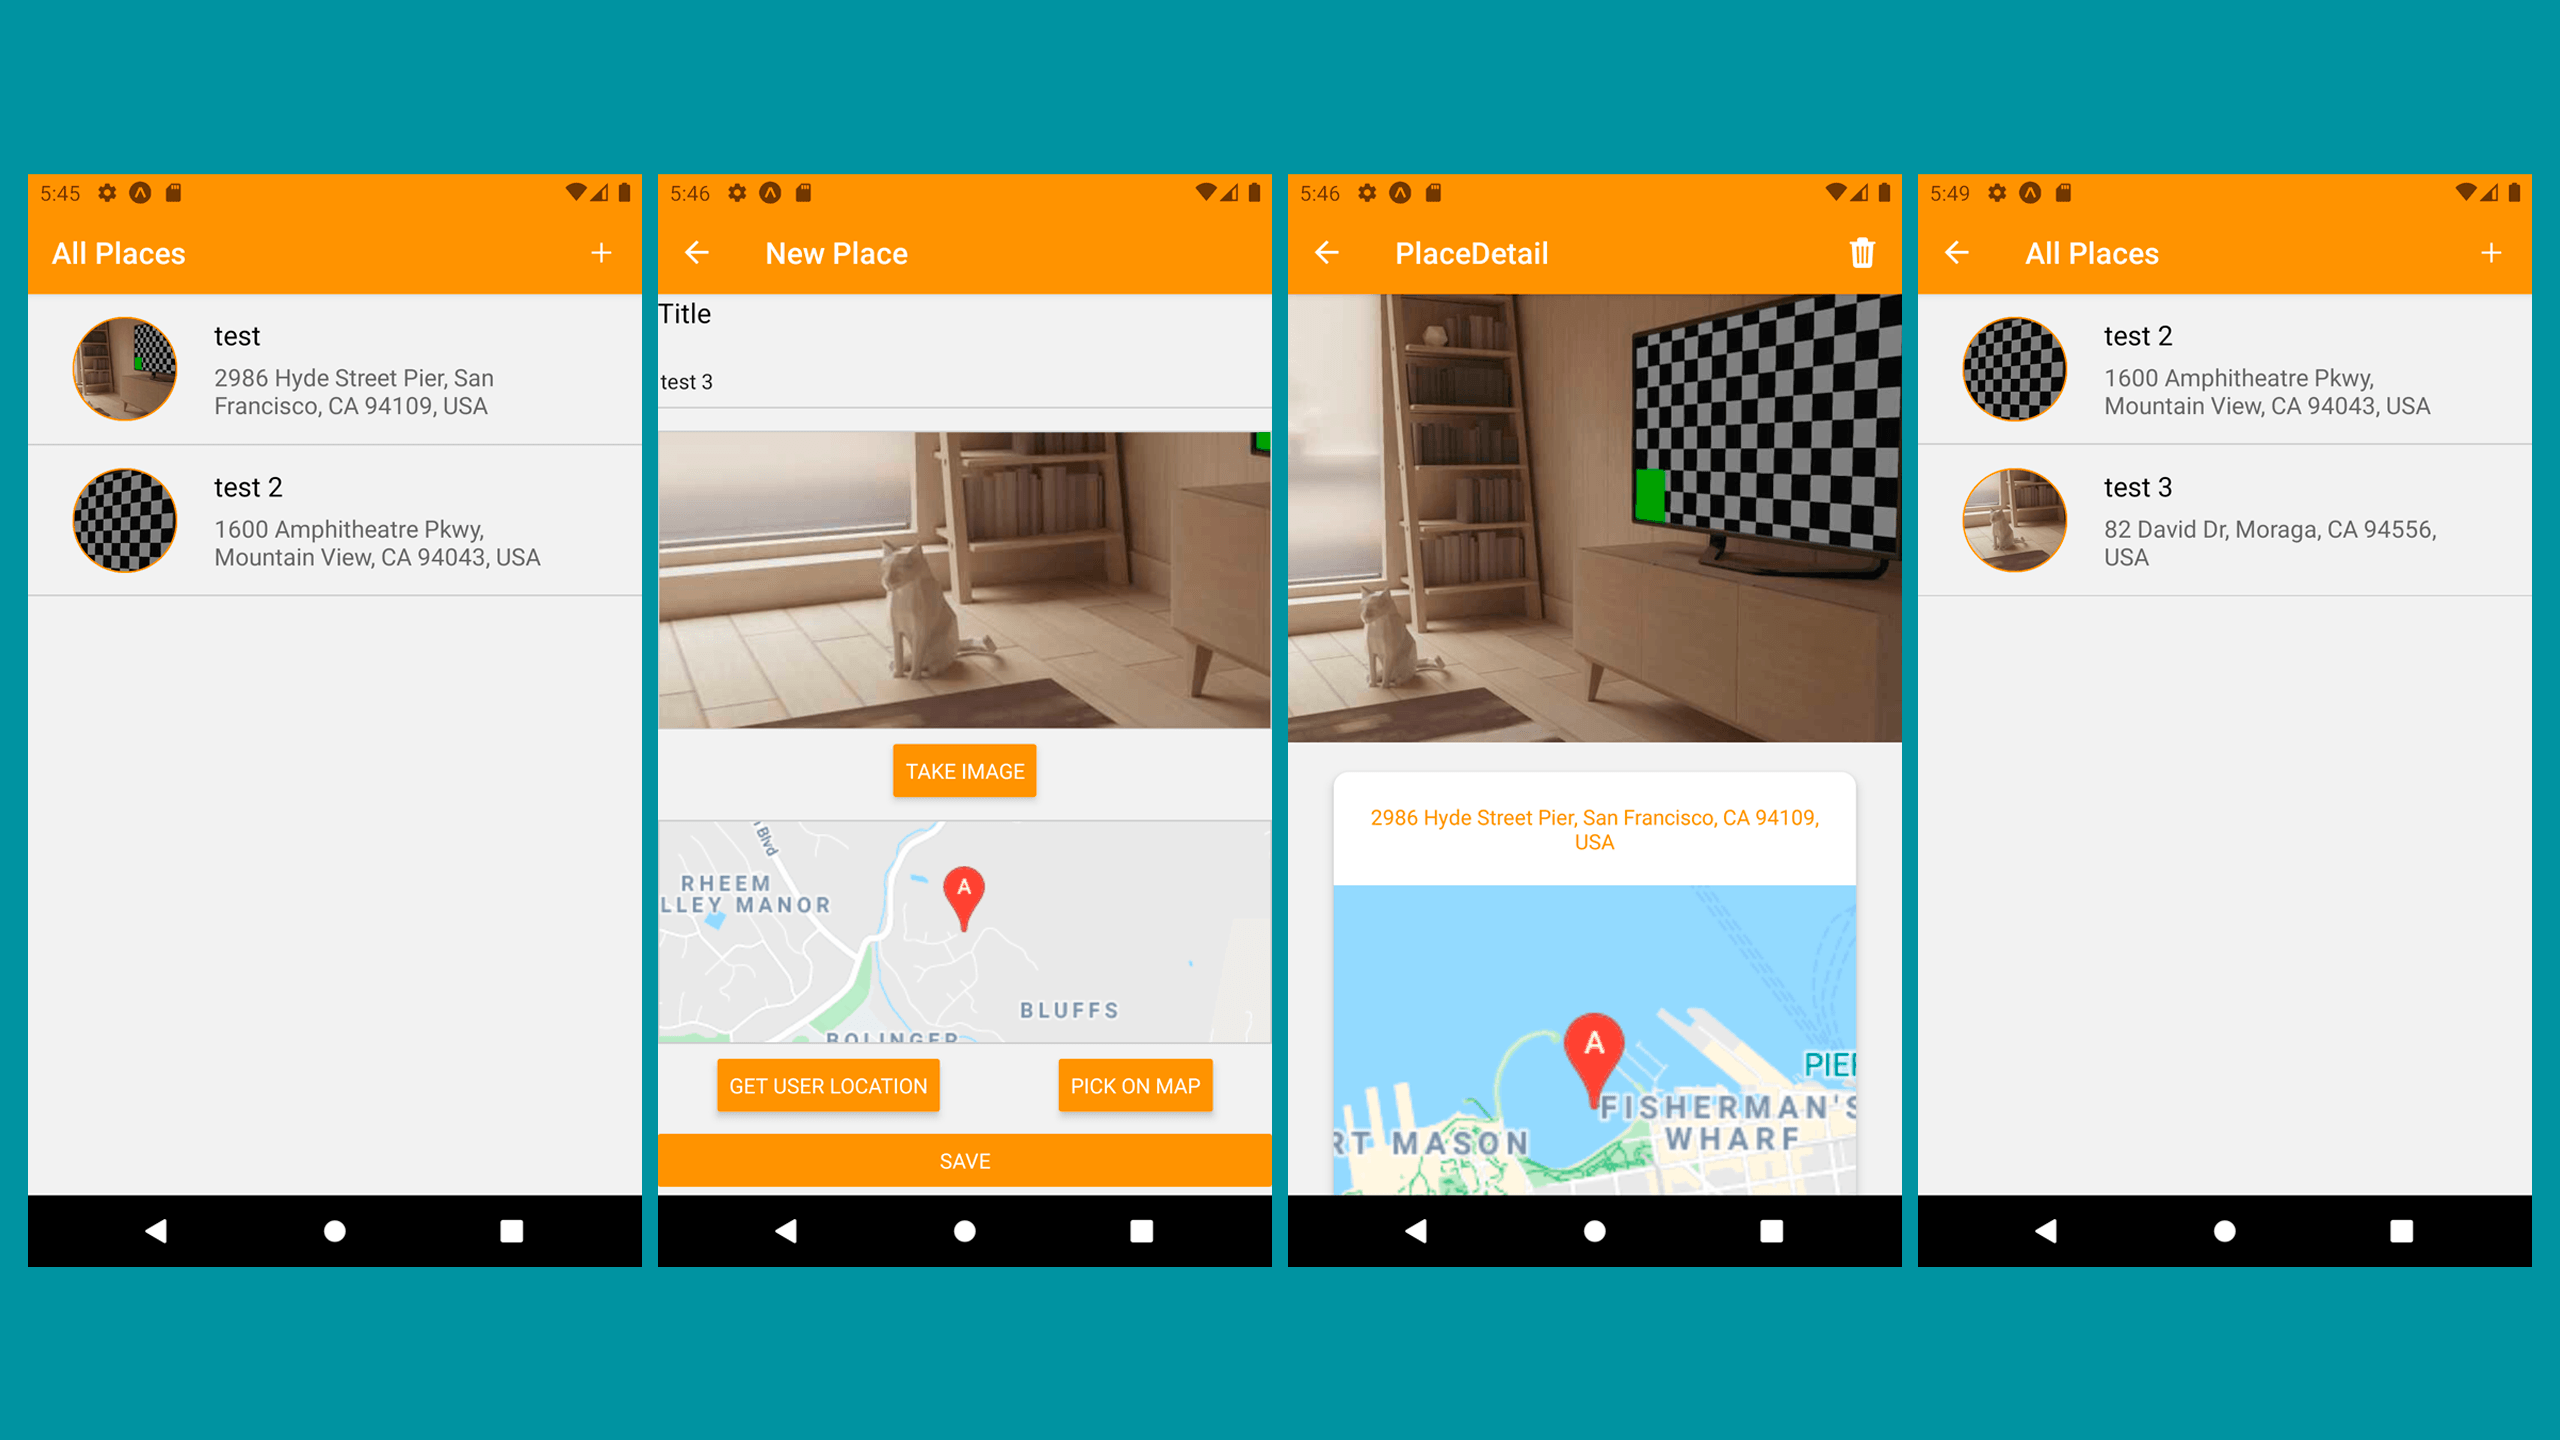 5:45
All Places
test
2986 Hyde Street Pier, San
Francisco, CA 94109, USA
test 2
1600 Amphitheatre Pkwy,
Mountain View, CA 94043, USA
5:46
New Place
Title
test 3
TAKE IMAGE
Blvd
RHEEM
LLEY MANOR
A
BLUFFS
BOLINGER
GET USER LOCATION
PICK ON MAP
SAVE
5:46
PlaceDetail
2986 Hyde Street Pier, San Francisco, CA 94109,
USA
A
PIER
FISHERMAN'S
WHARF
RT MASON
5:49
All Places
test 2
1600 Amphitheatre Pkwy,
Mountain View, CA 94043, USA
test 3
82 David Dr, Moraga, CA 94556,
USA